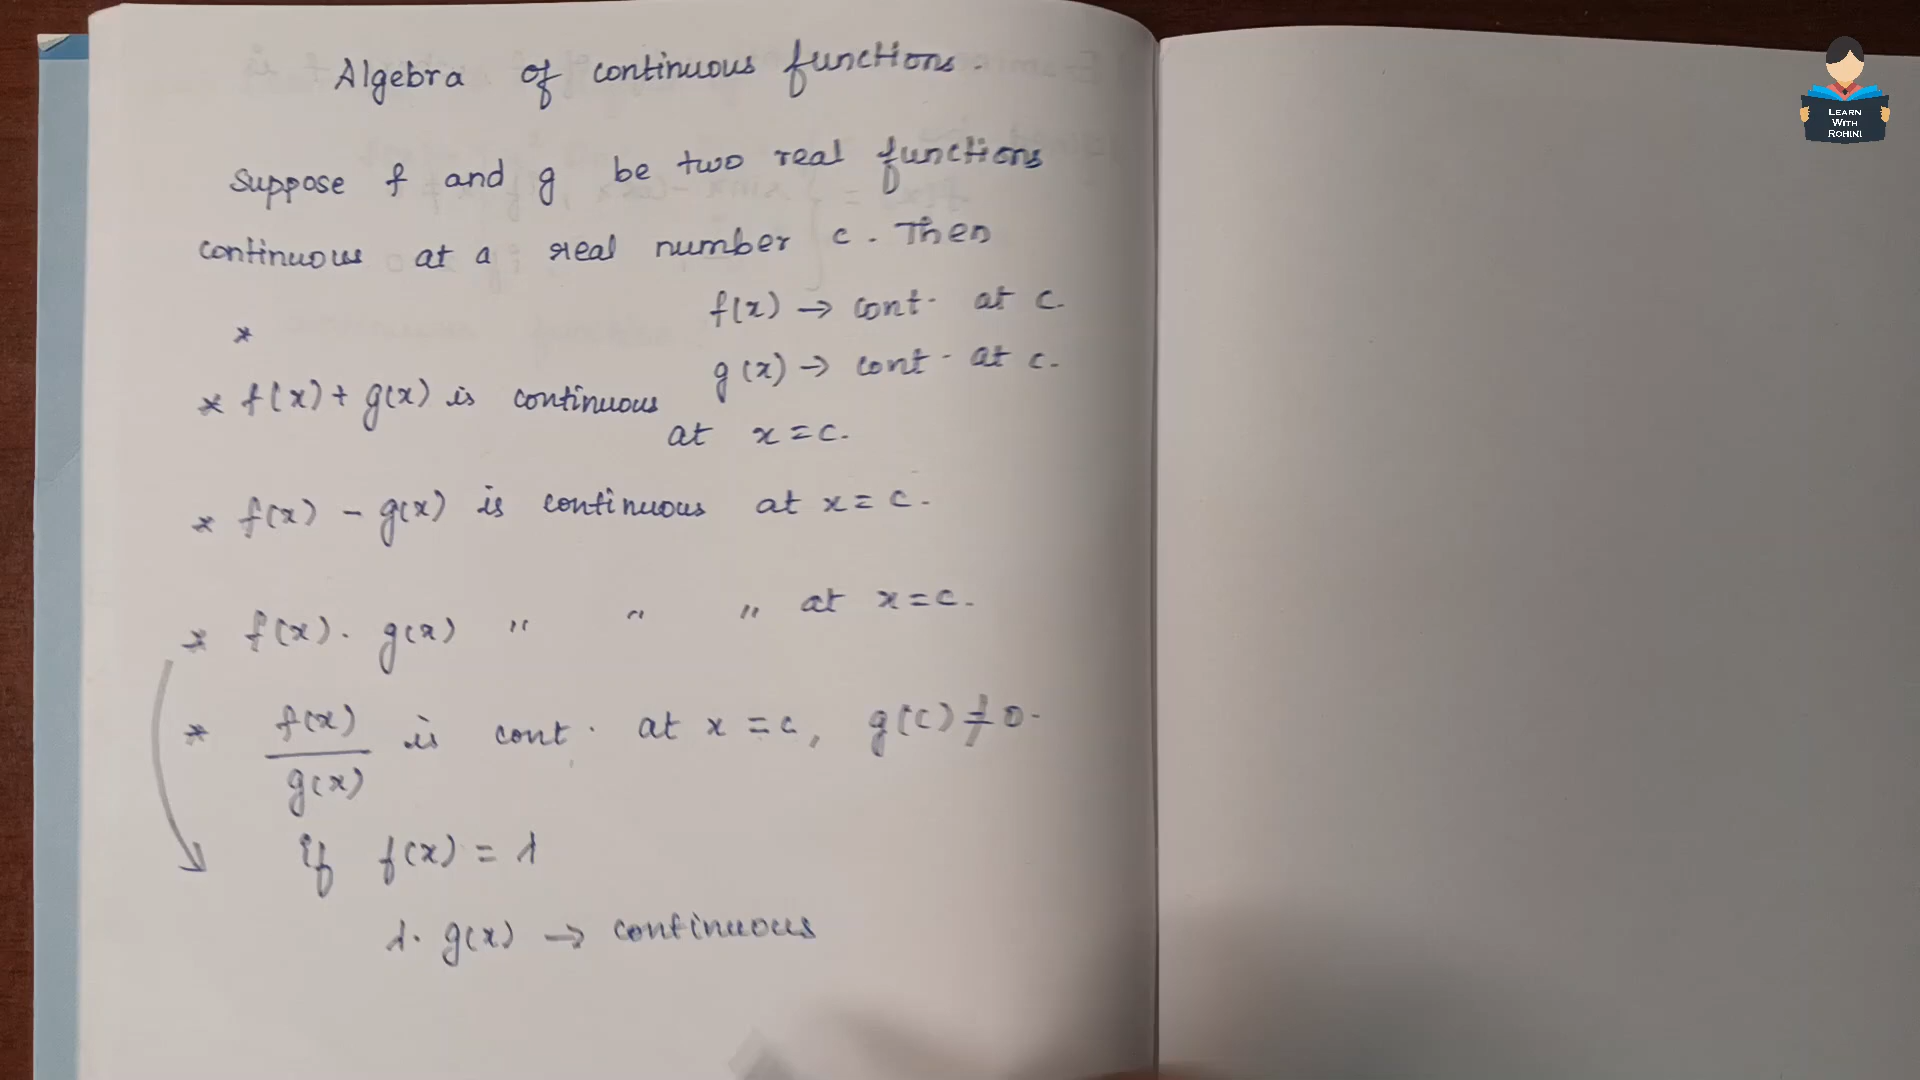 Algebra of continuous functions.
Suppose f and g be two real functions
continuous at a real number c. Then
*
f(x) → cont. at c.
g(x) → cont. at c.
* f(x) + g(x) is continuous
at x = c.
* f(x) - g(x) is continuous at x = c.
* f(x). g(x) " " " at x = c.
* f(x)/g(x) is cont. at x = c, g(c) ≠ 0.
if f(x) = λ
λ. g(x) → continuous
LEARN
WITH
ROHINI